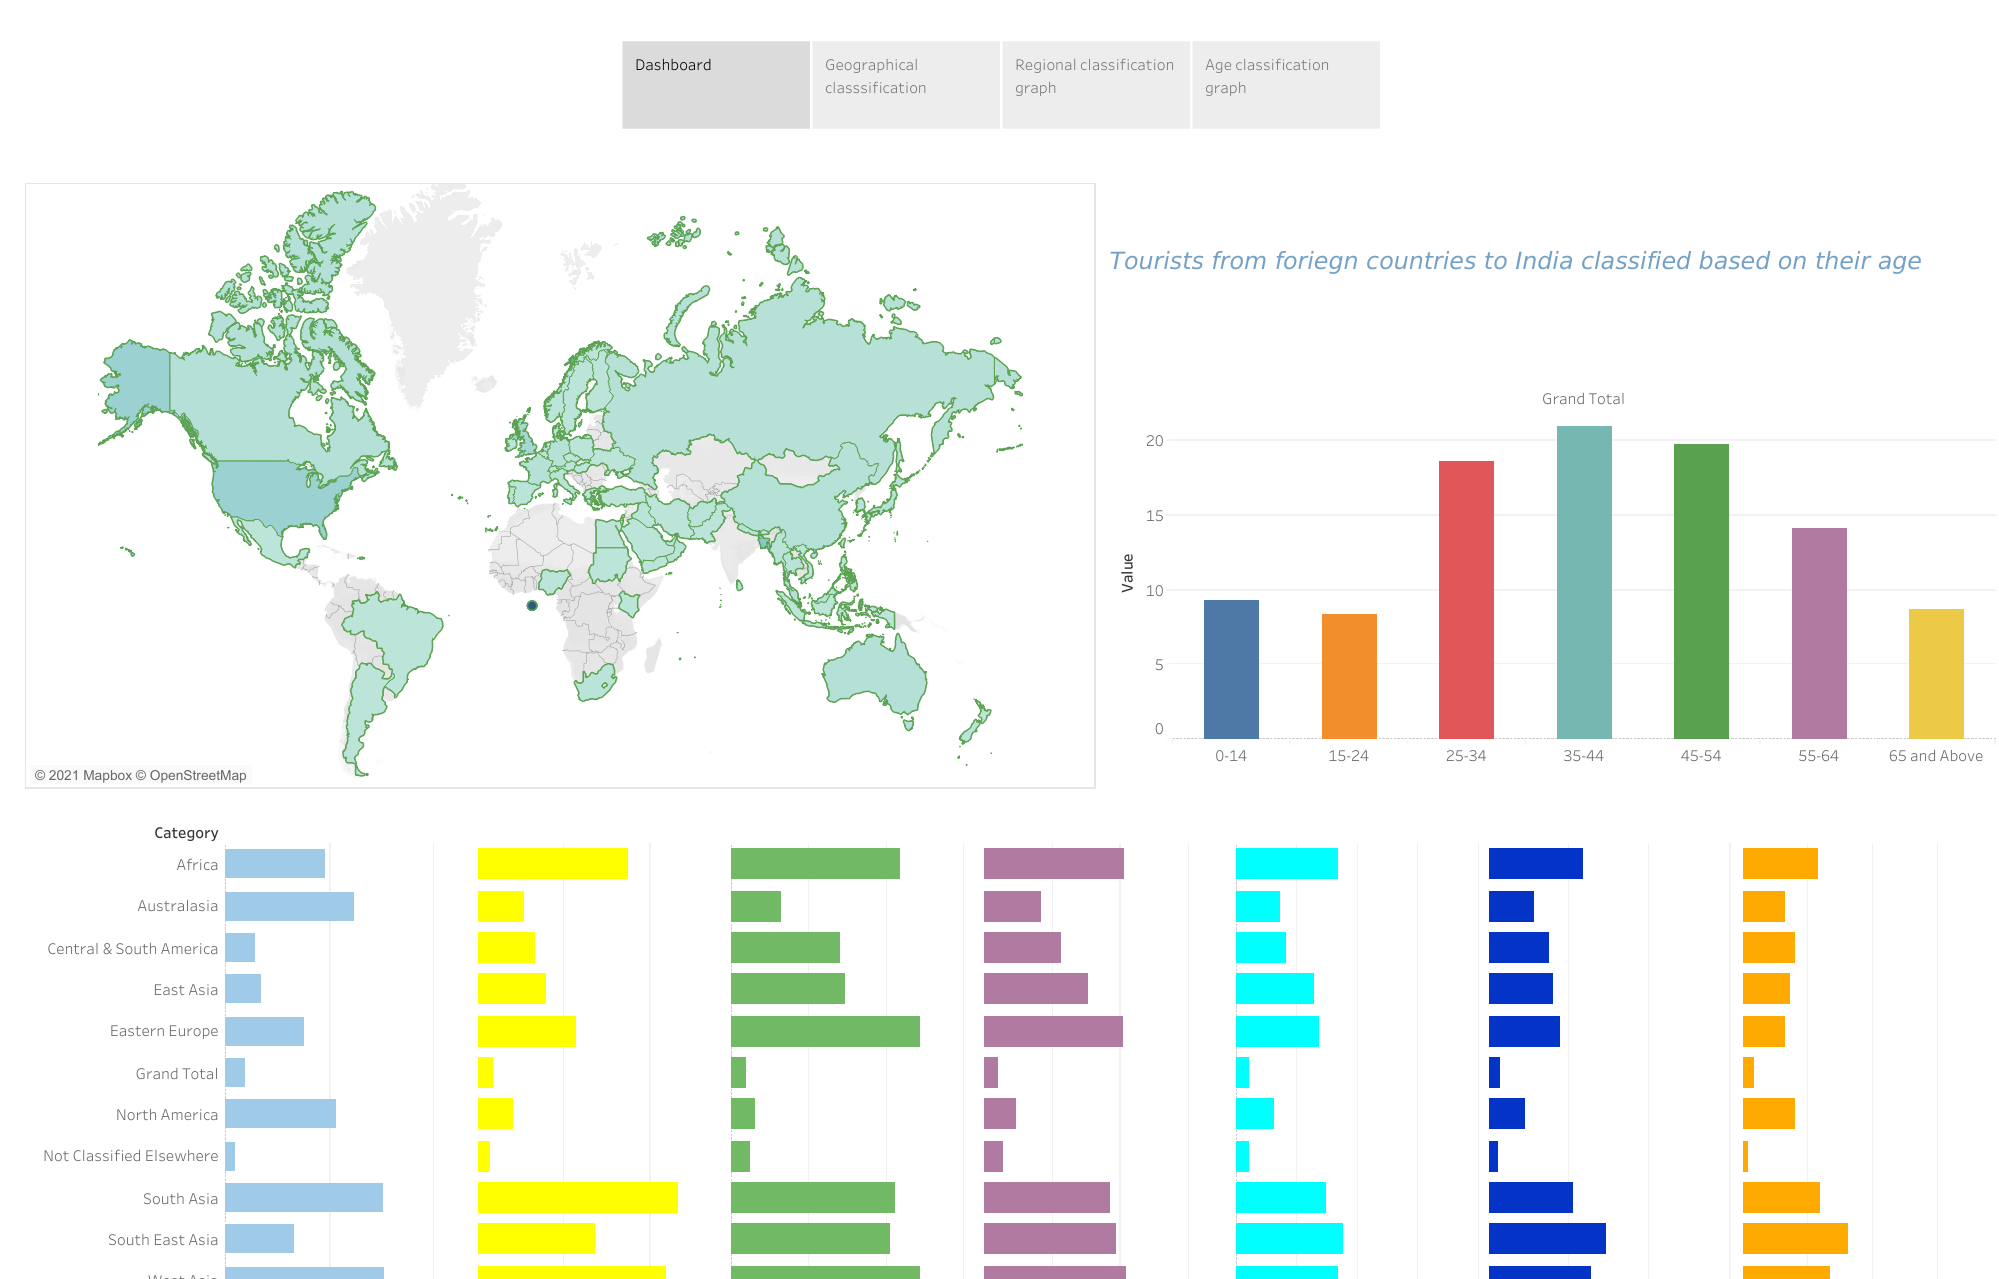 Dashboard
Geographical
classsification
Regional classification
graph
Age classification
graph
© 2021 Mapbox © OpenStreetMap
Tourists from foriegn countries to India classified based on their age
Grand Total
20
15
10
5
0
Value
0-14
15-24
25-34
35-44
45-54
55-64
65 and Above
Category
Africa
Australasia
Central & South America
East Asia
Eastern Europe
Grand Total
North America
Not Classified Elsewhere
South Asia
South East Asia
West Asia